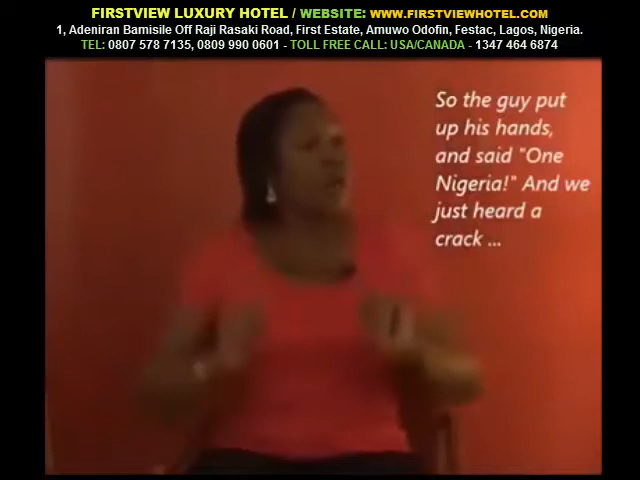 FIRSTVIEW LUXURY HOTEL / WEBSITE: WWW.FIRSTVIEWHOTEL.COM
1, Adeniran Bamisile Off Raji Rasaki Road, First Estate, Amuwo Odofin, Festac, Lagos, Nigeria.
TEL: 0807 578 7135, 0809 990 0601 - TOLL FREE CALL: USA/CANADA - 1347 464 6874
So the guy put
up his hands,
and said "One
Nigeria!" And we
just heard a
crack ...